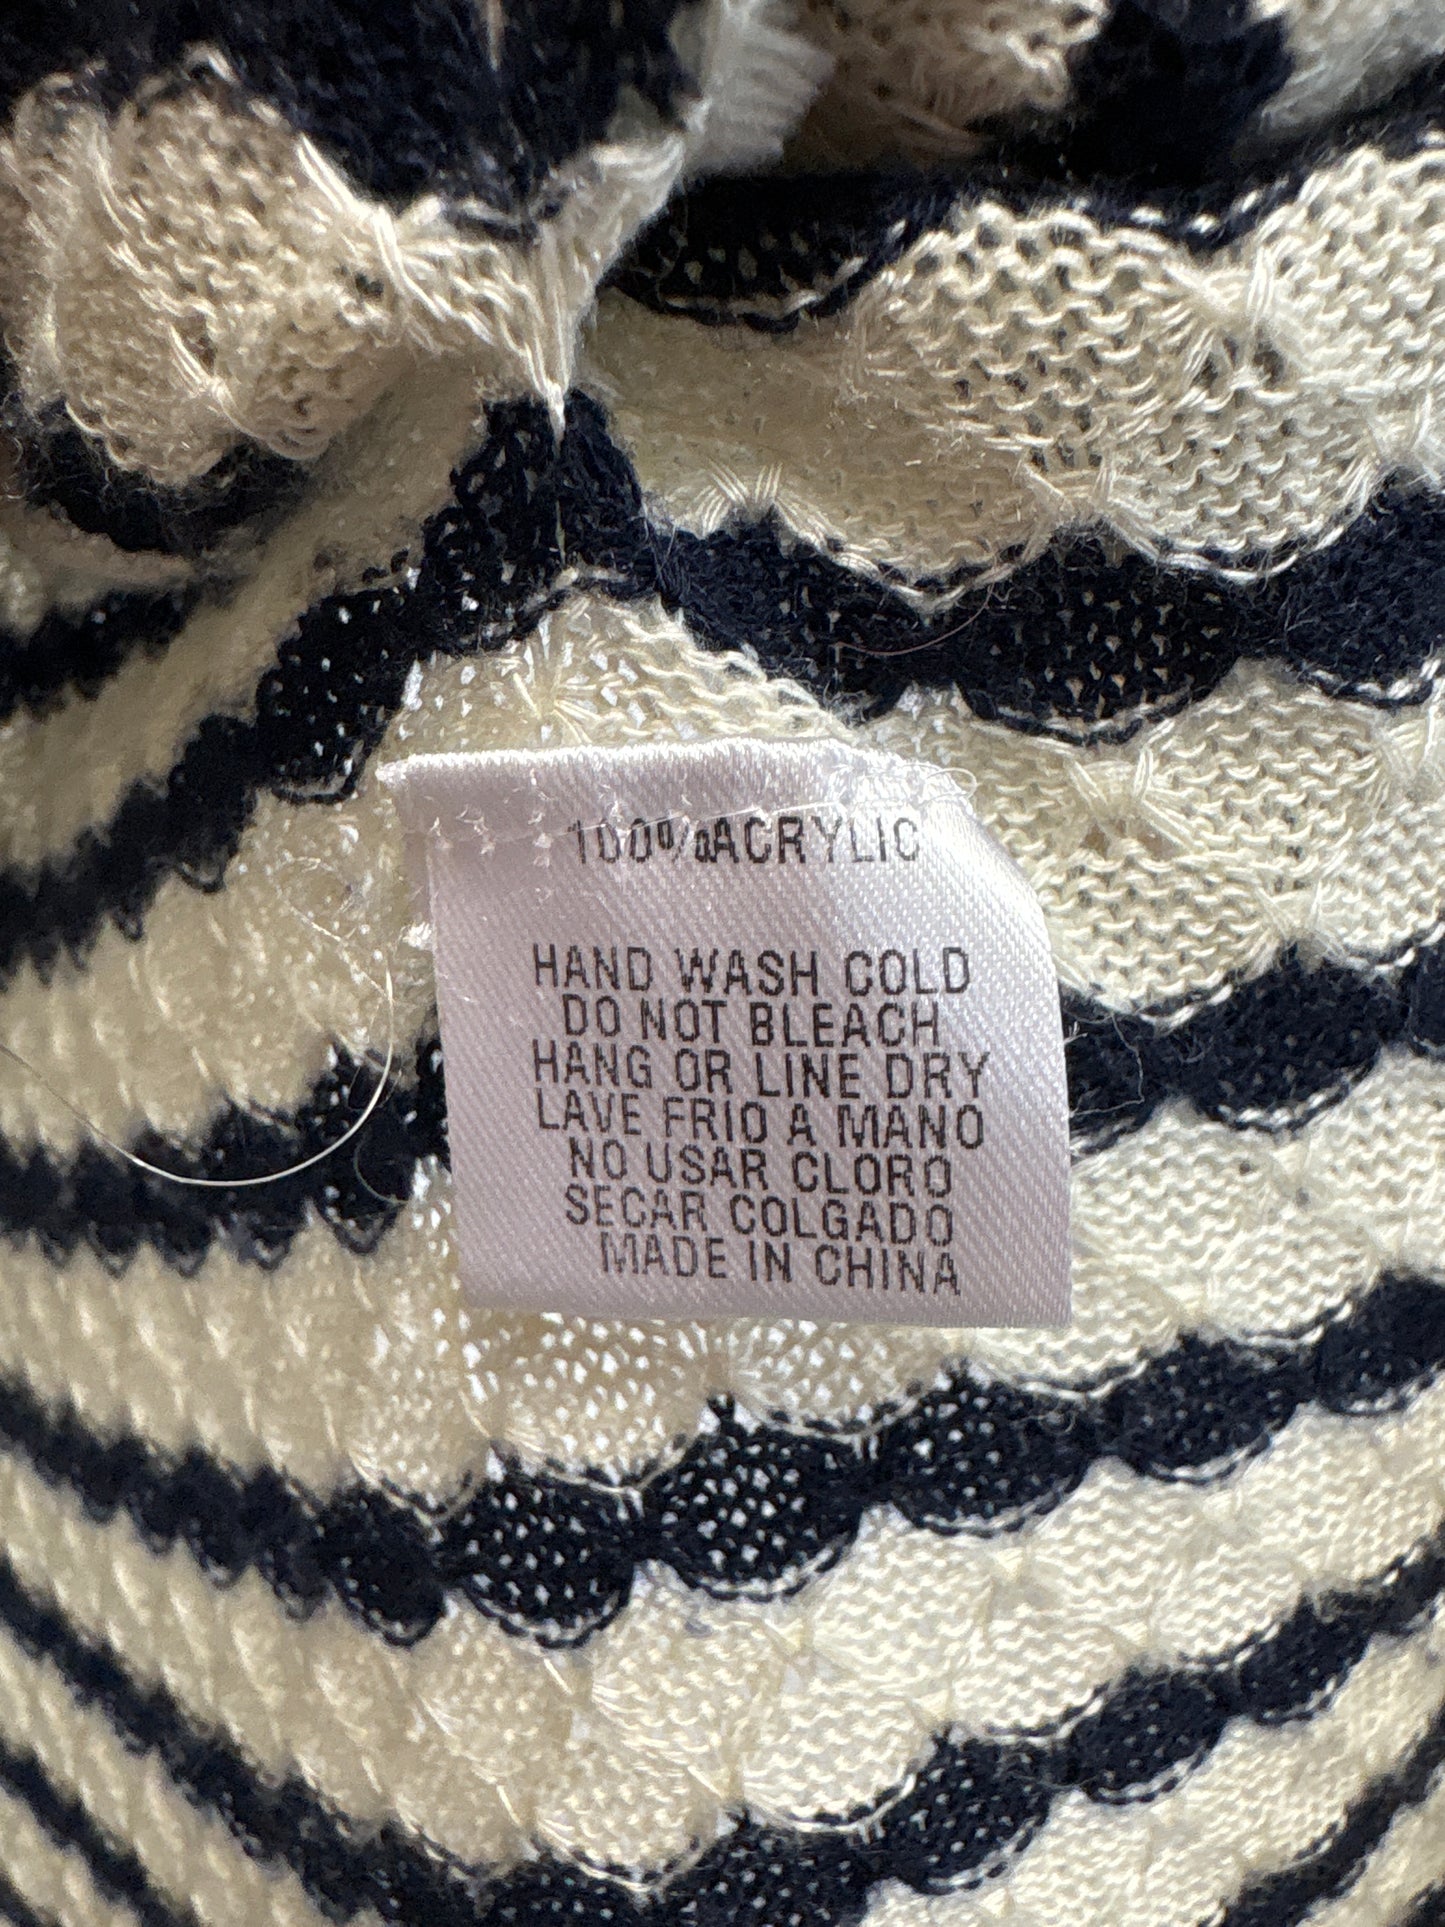 100%ACRYLIC
HAND WASH COLD
DO NOT BLEACH
HANG OR LINE DRY
LAVE FRIO A MANO
NO USAR CLORO
SECAR COLGADO
MADE IN CHINA